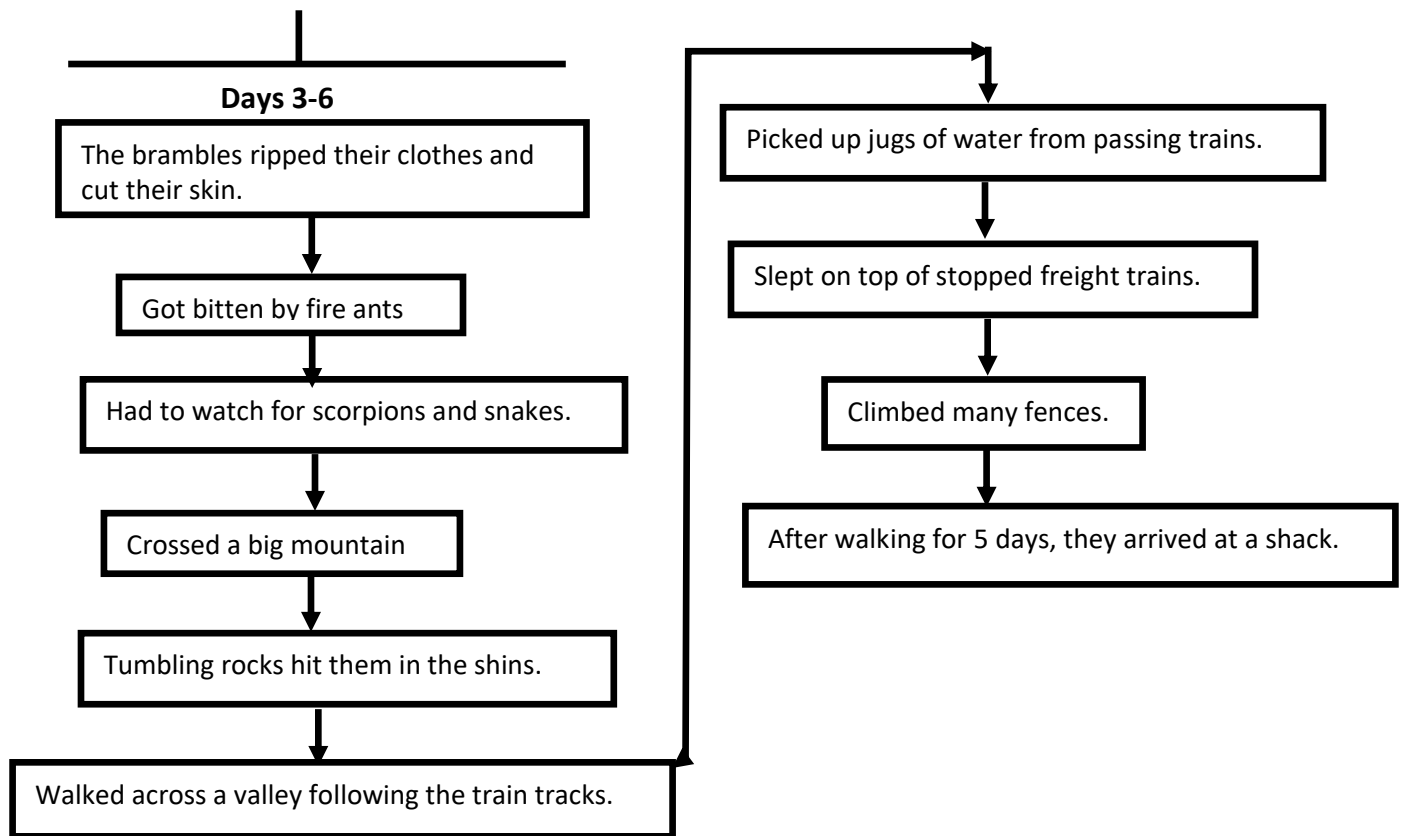 Days 3-6
The brambles ripped their clothes and
cut their skin.
Got bitten by fire ants
Had to watch for scorpions and snakes.
Crossed a big mountain
Tumbling rocks hit them in the shins.
Walked across a valley following the train tracks.
Picked up jugs of water from passing trains.
Slept on top of stopped freight trains.
Climbed many fences.
After walking for 5 days, they arrived at a shack.